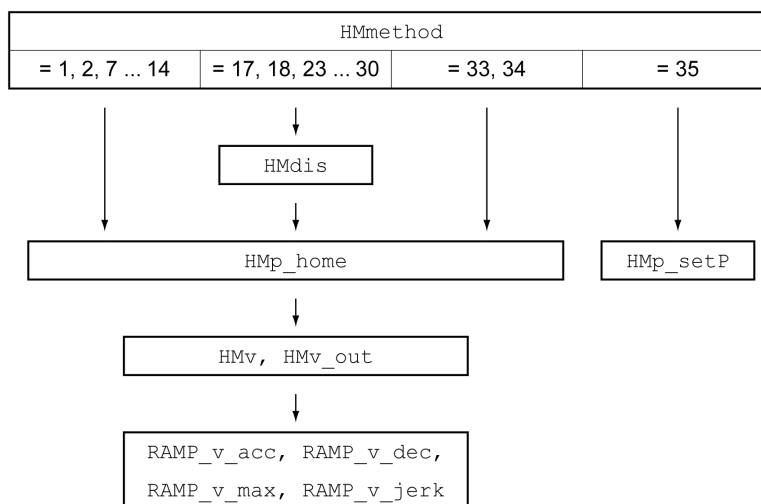 HMmethod
= 1, 2, 7 ... 14
= 17, 18, 23 ... 30
= 33, 34
= 35
HMdis
HMp_home
HMp_setP
HMv, HMv_out
RAMP_v_acc, RAMP_v_dec,
RAMP_v_max, RAMP_v_jerk